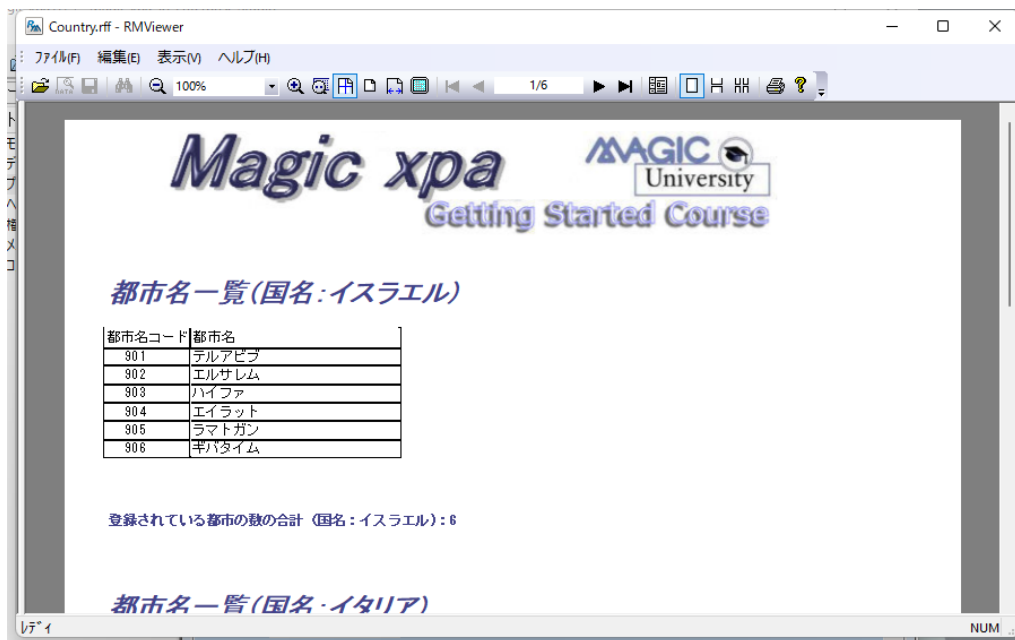 Country.rff - RMViewer
ファイル(F) 編集(E) 表示(V) ヘルプ(H)
100% 1/6
Magic xpa
MAGIC
University
Getting Started Course
都市名一覧(国名:イスラエル)
都市名コード 都市名
901 テルアビブ
902 エルサレム
903 ハイファ
904 エイラット
905 ラマトガン
906 ギバタイム
登録されている都市の数の合計（国名：イスラエル）:6
都市名一覧(国名:イタリア)
レディ NUM